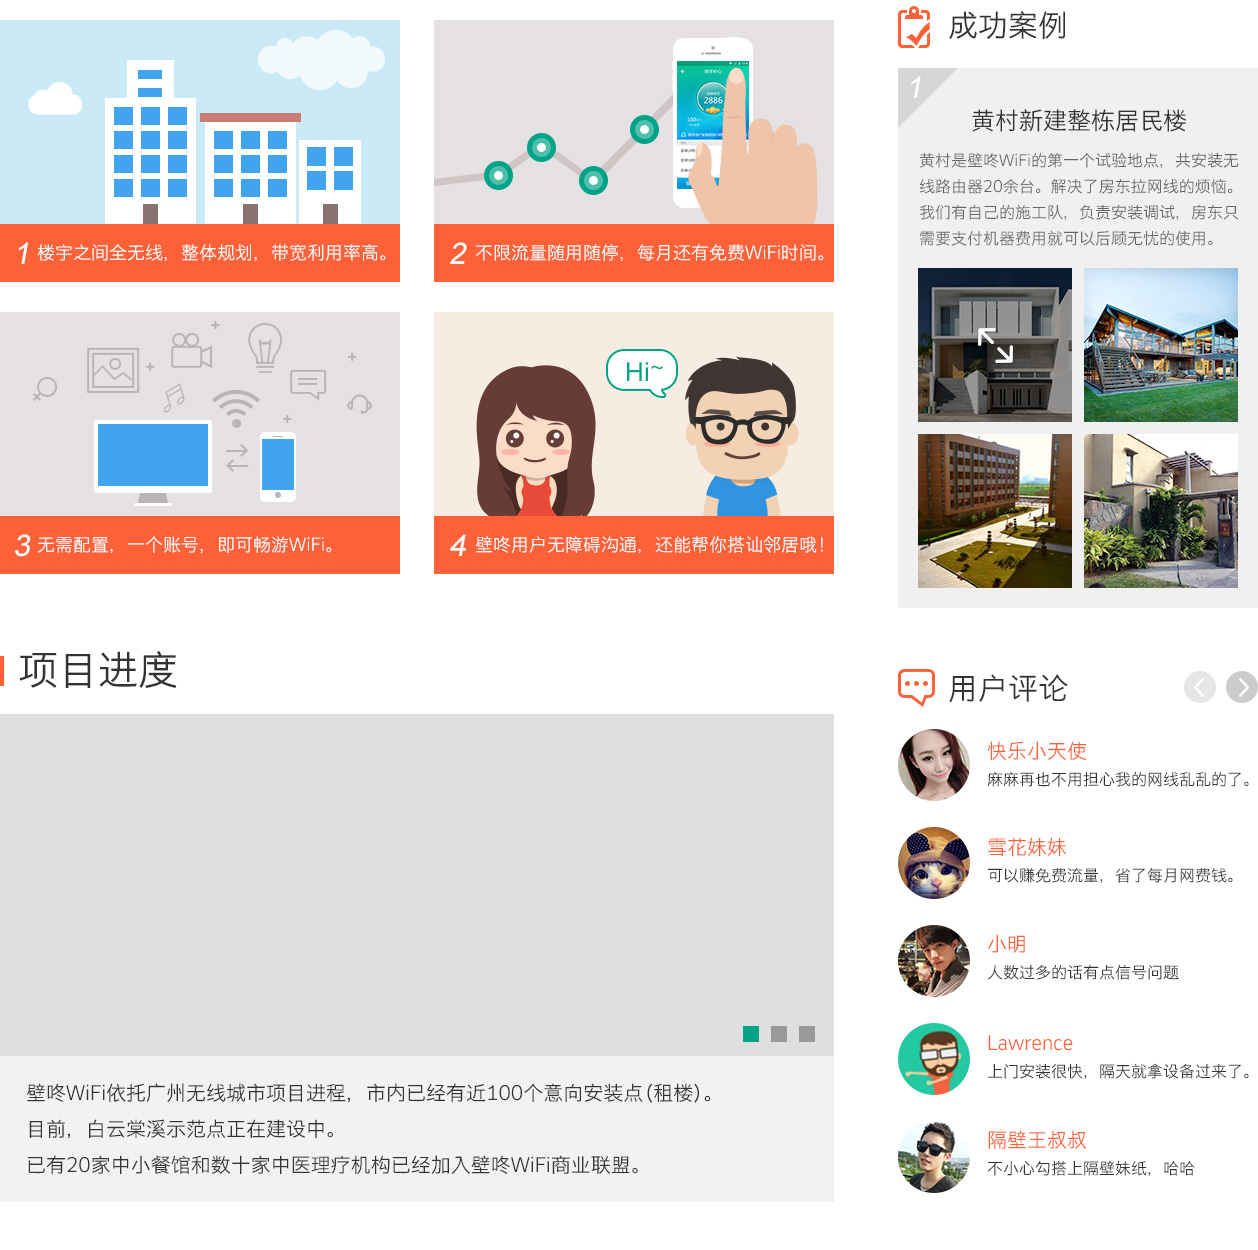 1 楼宇之间全无线，整体规划，带宽利用率高。
2886
2 不限流量随用随停，每月还有免费WiFi时间。
3 无需配置，一个账号，即可畅游WiFi。
Hi~
4 壁咚用户无障碍沟通，还能帮你搭讪邻居哦！
项目进度
壁咚WiFi依托广州无线城市项目进程，市内已经有近100个意向安装点（租楼）。
目前，白云棠溪示范点正在建设中。
已有20家中小餐馆和数十家中医理疗机构已经加入壁咚WiFi商业联盟。
成功案例
1
黄村新建整栋居民楼
黄村是壁咚WiFi的第一个试验地点，共安装无
线路由器20余台。解决了房东拉网线的烦恼。
我们有自己的施工队，负责安装调试，房东只
需要支付机器费用就可以后顾无忧的使用。
用户评论
快乐小天使
麻麻再也不用担心我的网线乱乱的了。
雪花妹妹
可以赚免费流量，省了每月网费钱。
小明
人数过多的话有点信号问题
Lawrence
上门安装很快，隔天就拿设备过来了。
隔壁王叔叔
不小心勾搭上隔壁妹纸，哈哈